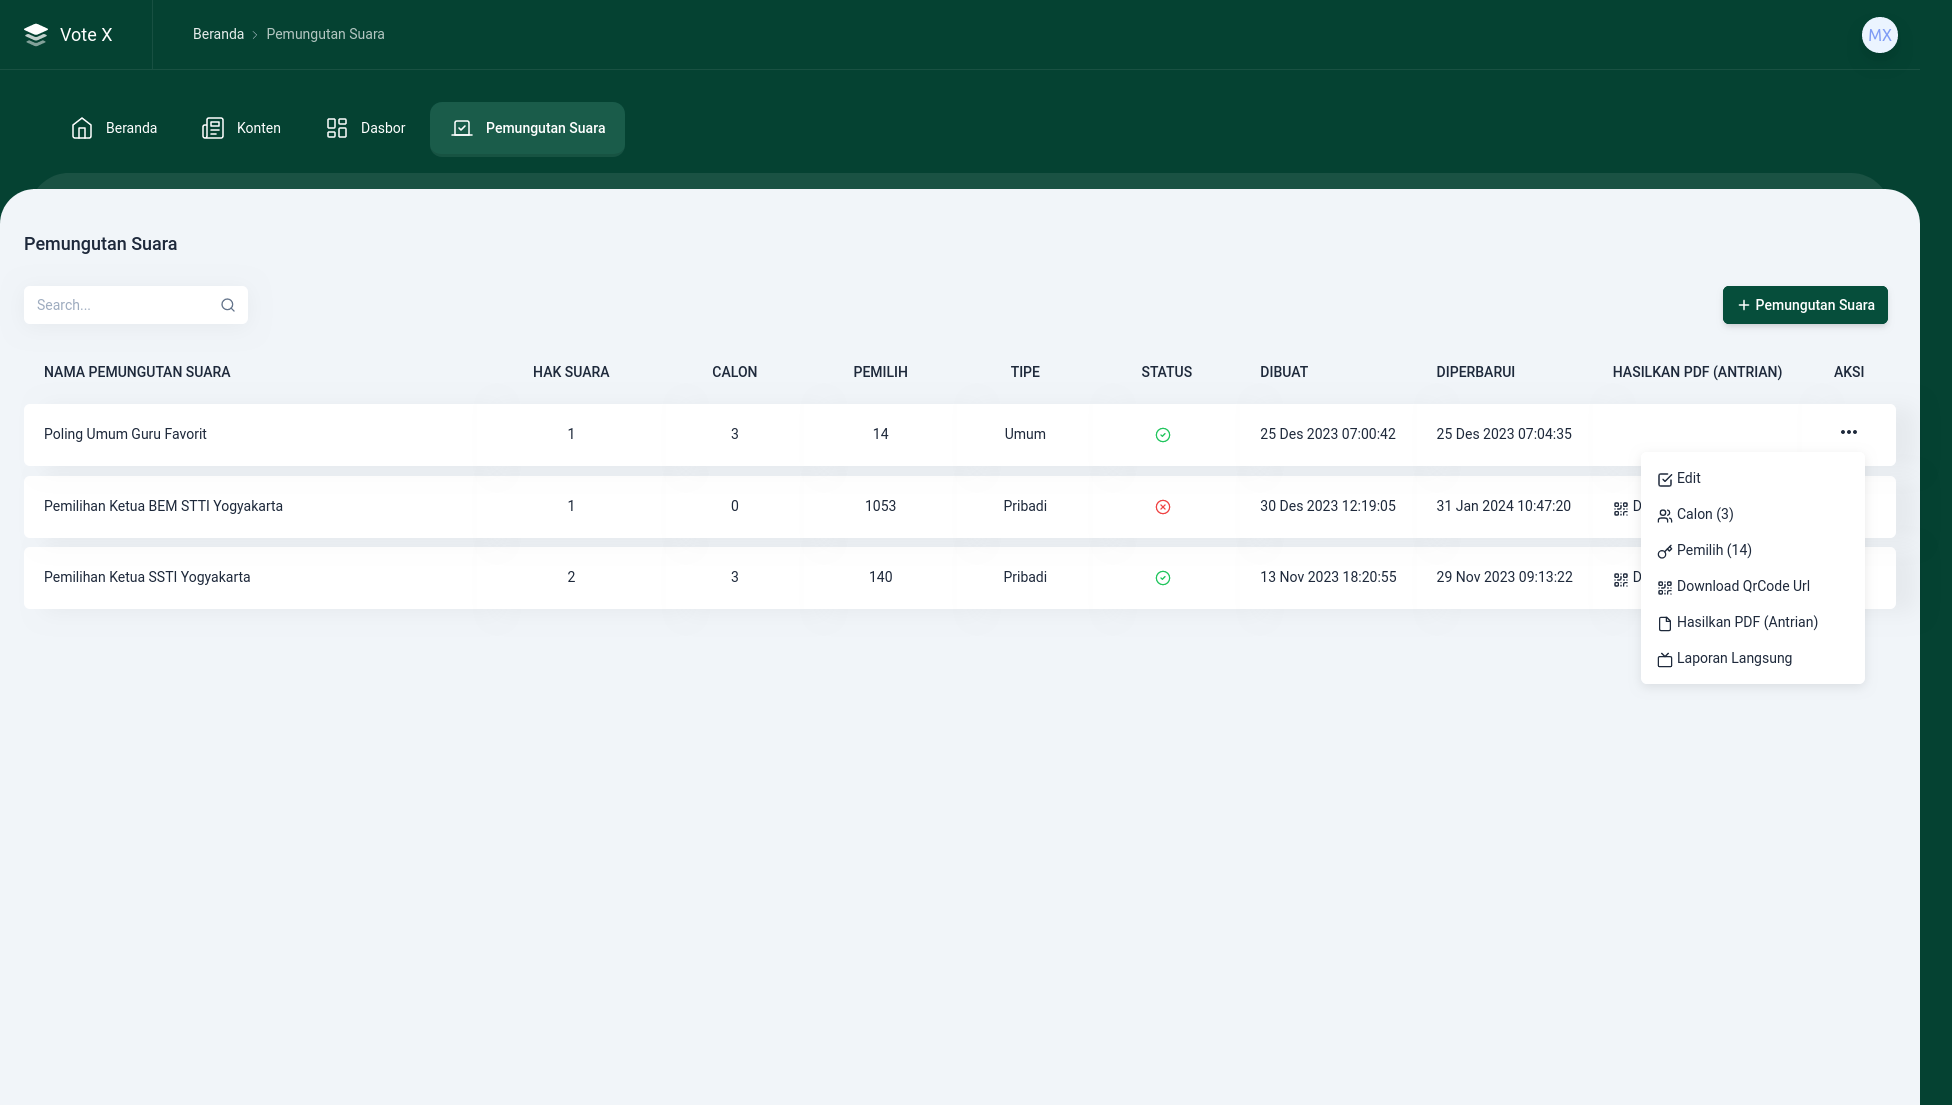 Vote X
Beranda > Pemungutan Suara
MX
Beranda
Konten
Dasbor
Pemungutan Suara
Pemungutan Suara
Search...
+ Pemungutan Suara
NAMA PEMUNGUTAN SUARA HAK SUARA CALON PEMILIH TIPE STATUS DIBUAT DIPERBARUI HASILKAN PDF (ANTRIAN) AKSI
Poling Umum Guru Favorit 1 3 14 Umum 25 Des 2023 07:00:42 25 Des 2023 07:04:35
Pemilihan Ketua BEM STTI Yogyakarta 1 0 1053 Pribadi 30 Des 2023 12:19:05 31 Jan 2024 10:47:20 D
Pemilihan Ketua SSTI Yogyakarta 2 3 140 Pribadi 13 Nov 2023 18:20:55 29 Nov 2023 09:13:22 D
Edit
Calon (3)
Pemilih (14)
Download QrCode Url
Hasilkan PDF (Antrian)
Laporan Langsung